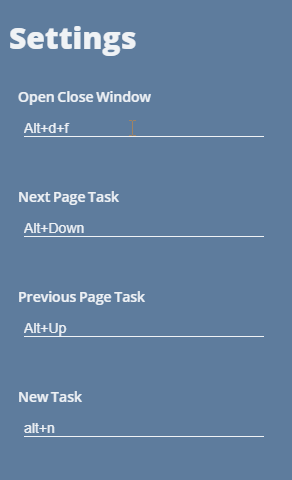 Settings
Open Close Window
Alt+d+f
Next Page Task
Alt+Down
Previous Page Task
Alt+Up
New Task
alt+n